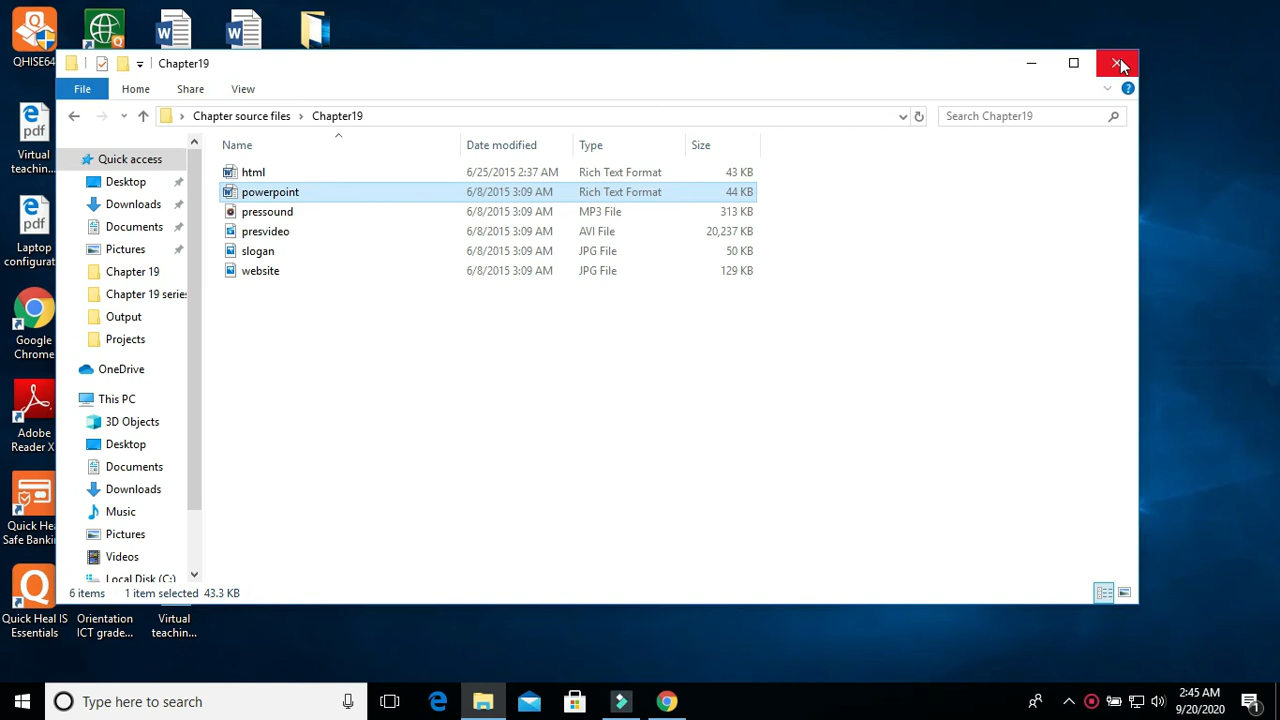 QHISE64
Chapter19
File Home Share View
Chapter source files Chapter19
Search Chapter19
Name Date modified Type Size
html 6/25/2015 2:37 AM Rich Text Format 43 KB
powerpoint 6/8/2015 3:09 AM Rich Text Format 44 KB
pressound 6/8/2015 3:09 AM MP3 File 313 KB
presvideo 6/8/2015 3:09 AM AVI File 20,237 KB
slogan 6/8/2015 3:09 AM JPG File 50 KB
website 6/8/2015 3:09 AM JPG File 129 KB
Quick access
Desktop
Downloads
Documents
Pictures
Chapter 19
Chapter 19 series
Output
Projects
OneDrive
This PC
3D Objects
Desktop
Documents
Downloads
Music
Pictures
Videos
Local Disk (C:)
6 items 1 item selected 43.3 KB
pdf
Virtual
teachin...
pdf
Laptop
configurat...
Google
Chrome
Adobe
Reader X
Quick Hea
Safe Bankin
Quick Heal IS
Essentials
Orientation
ICT grade...
Virtual
teachin...
Type here to search
2:45 AM
9/20/2020
1